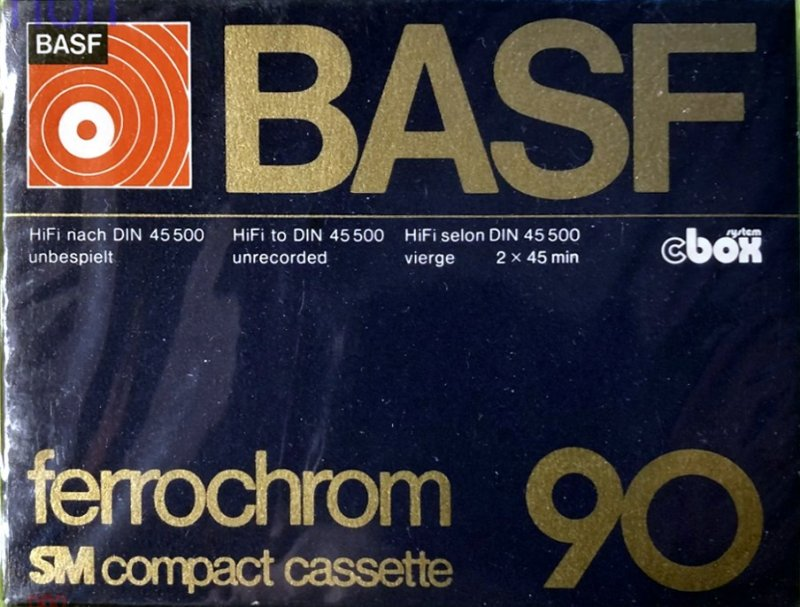 BASF
BASF
HiFi nach DIN 45 500
unbespielt
HiFi to DIN 45 500
unrecorded
HiFi selon DIN 45 500
vierge 2 × 45 min
cbox system
ferrochrom 90
SM compact cassette